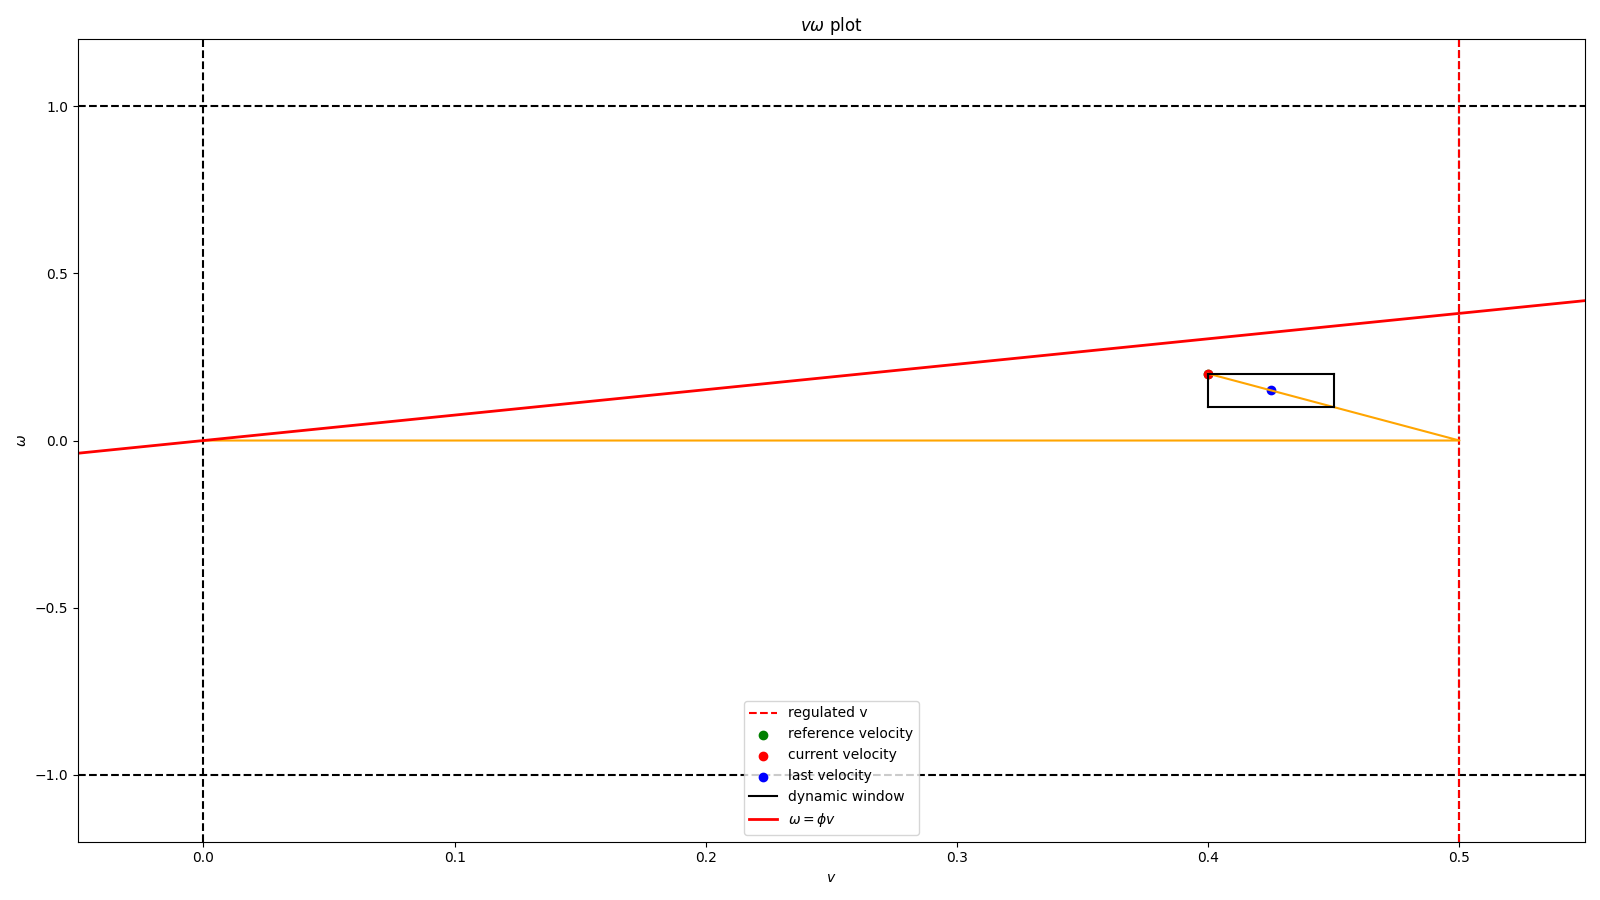 vω plot
ω
1.0
0.5
0.0
−0.5
−1.0
regulated v
reference velocity
current velocity
last velocity
dynamic window
ω = ϕv
0.0 0.1 0.2 0.3 0.4 0.5
v